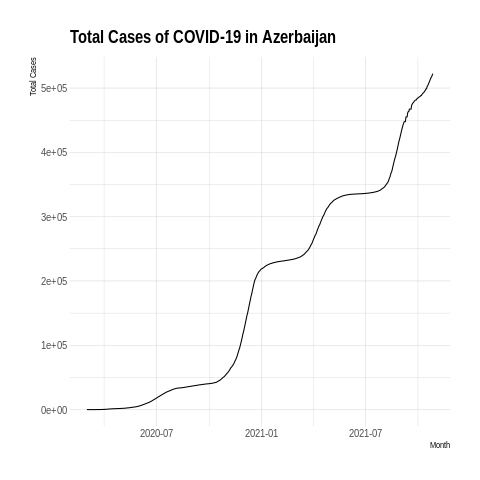 Total Cases of COVID-19 in Azerbaijan
Total Cases
5e+05
4e+05
3e+05
2e+05
1e+05
0e+00
2020-07 2021-01 2021-07
Month